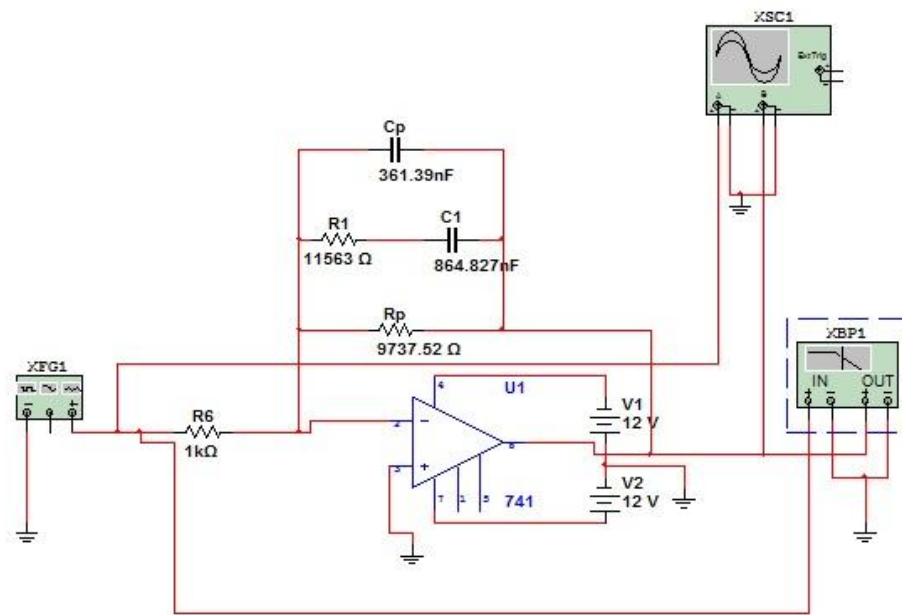 XSC1
Ext Trig
+
A
B
Cp
361.39nF
R1
C1
11563 Ω
864.827nF
Rp
9737.52 Ω
XFG1
XBP1
IN
OUT
R6
1kΩ
U1
4
2
3
6
7
1
5
741
V1
12 V
V2
12 V